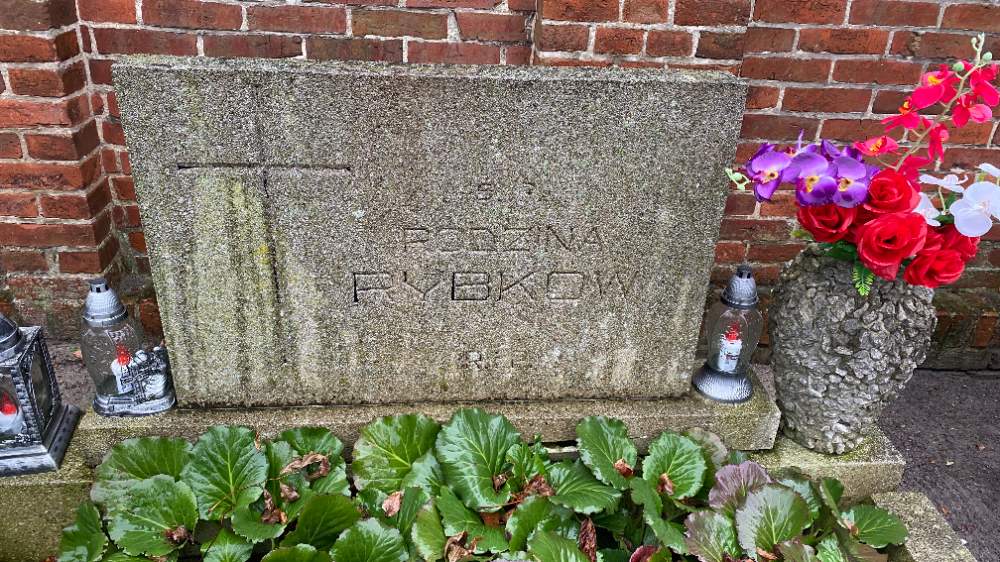 Ś.P.
RODZINA
RYBKÓW
R.I.P.